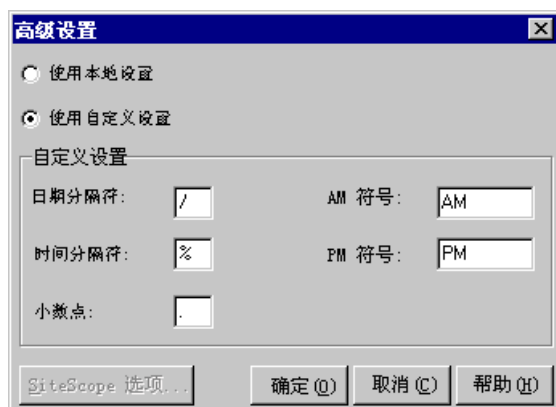 高级设置
使用本地设置
使用自定义设置
自定义设置
日期分隔符: / AM 符号: AM
时间分隔符: % PM 符号: PM
小数点: .
SiteScope 选项... 确定(O) 取消(C) 帮助(H)